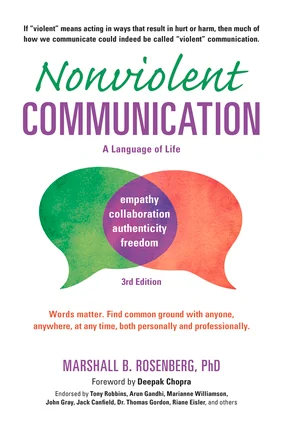 If “violent” means acting in ways that result in hurt or harm, then much of
how we communicate could indeed be called “violent” communication.
Nonviolent
COMMUNICATION
A Language of Life
empathy
collaboration
authenticity
freedom
3rd Edition
Words matter. Find common ground with anyone,
anywhere, at any time, both personally and professionally.
MARSHALL B. ROSENBERG, PhD
Foreword by Deepak Chopra
Endorsed by Tony Robbins, Arun Gandhi, Marianne Williamson,
John Gray, Jack Canfield, Dr. Thomas Gordon, Riane Eisler, and others